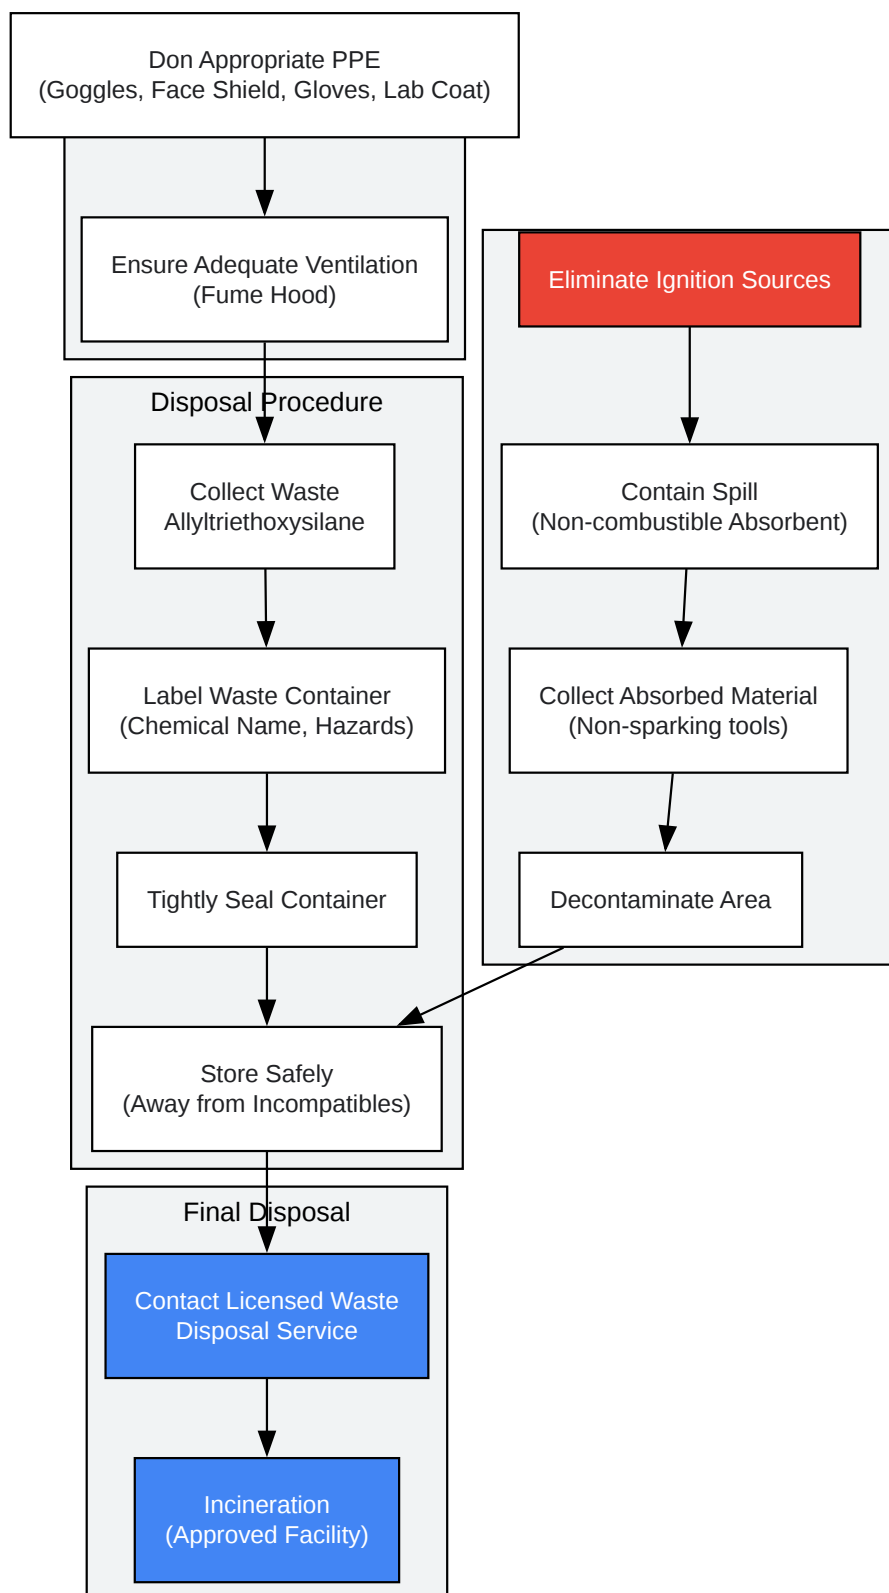 Don Appropriate PPE
(Goggles, Face Shield, Gloves, Lab Coat)
Ensure Adequate Ventilation
(Fume Hood)
Disposal Procedure
Collect Waste
Allyltriethoxysilane
Label Waste Container
(Chemical Name, Hazards)
Tightly Seal Container
Store Safely
(Away from Incompatibles)
Final Disposal
Contact Licensed Waste
Disposal Service
Incineration
(Approved Facility)
Eliminate Ignition Sources
Contain Spill
(Non-combustible Absorbent)
Collect Absorbed Material
(Non-sparking tools)
Decontaminate Area